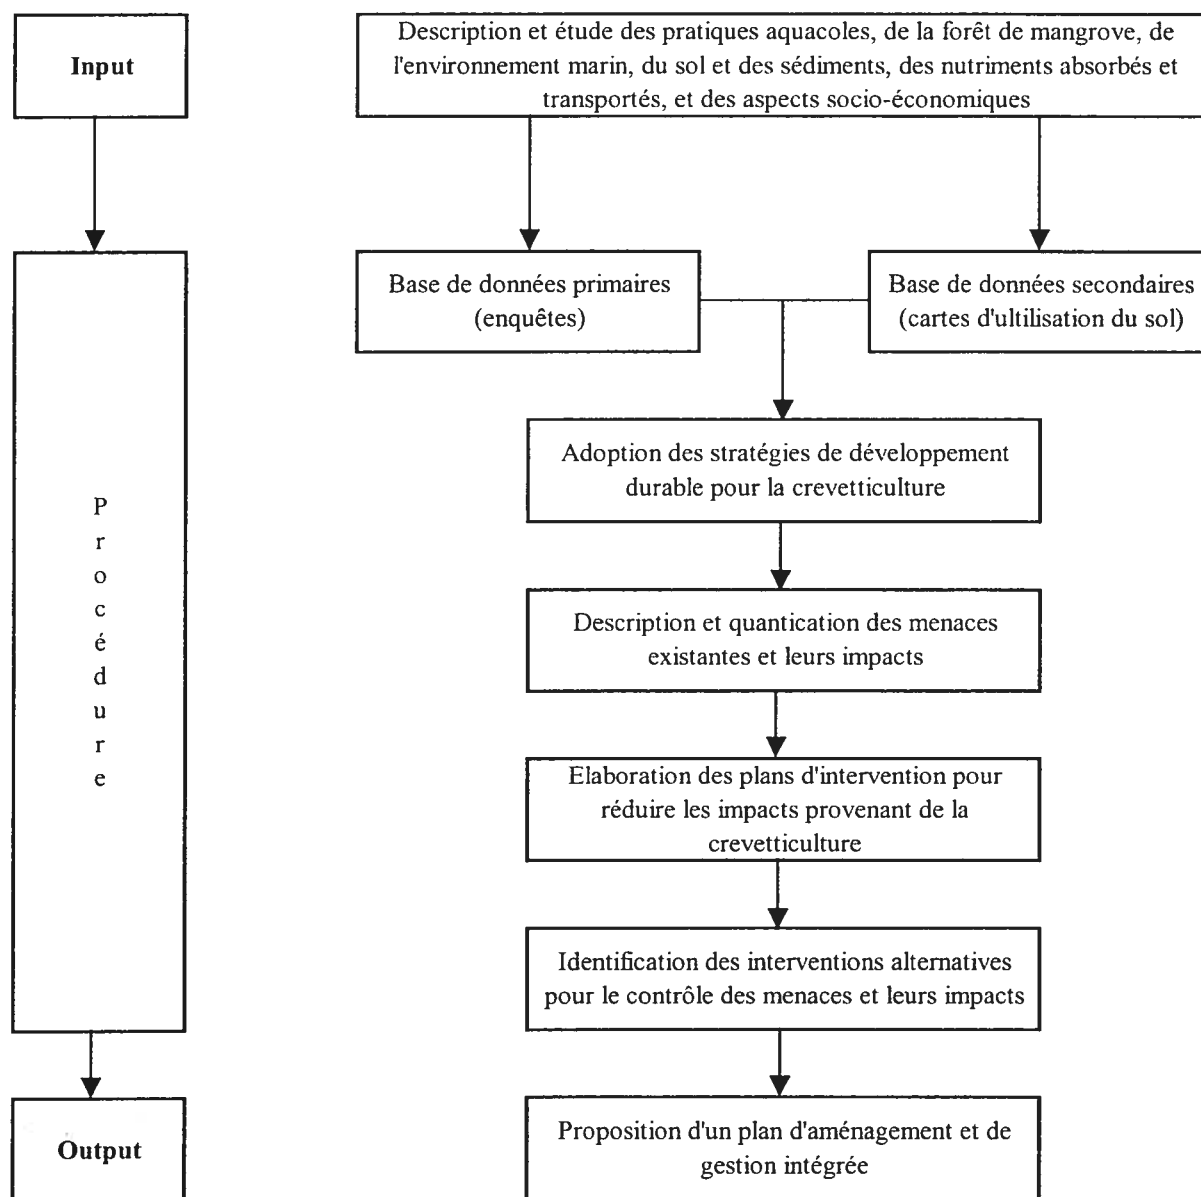 Input
Description et étude des pratiques aquacoles, de la forêt de mangrove, de
l'environnement marin, du sol et des sédiments, des nutriments absorbés et
transportés, et des aspects socio-économiques
Base de données primaires
(enquêtes)
Base de données secondaires
(cartes d'ultilisation du sol)
Adoption des stratégies de développement
durable pour la crevetticulture
P
r
o
c
é
d
u
r
e
Description et quantication des menaces
existantes et leurs impacts
Elaboration des plans d'intervention pour
réduire les impacts provenant de la
crevetticulture
Identification des interventions alternatives
pour le contrôle des menaces et leurs impacts
Output
Proposition d'un plan d'aménagement et de
gestion intégrée